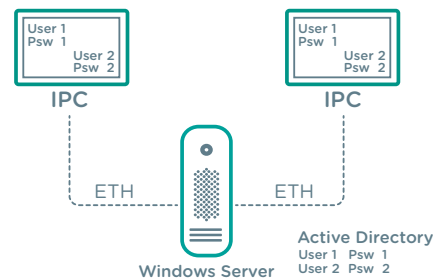 User 1
Psw 1
User 2
Psw 2
IPC
User 1
Psw 1
User 2
Psw 2
IPC
ETH
ETH
Windows Server
Active Directory
User 1 Psw 1
User 2 Psw 2